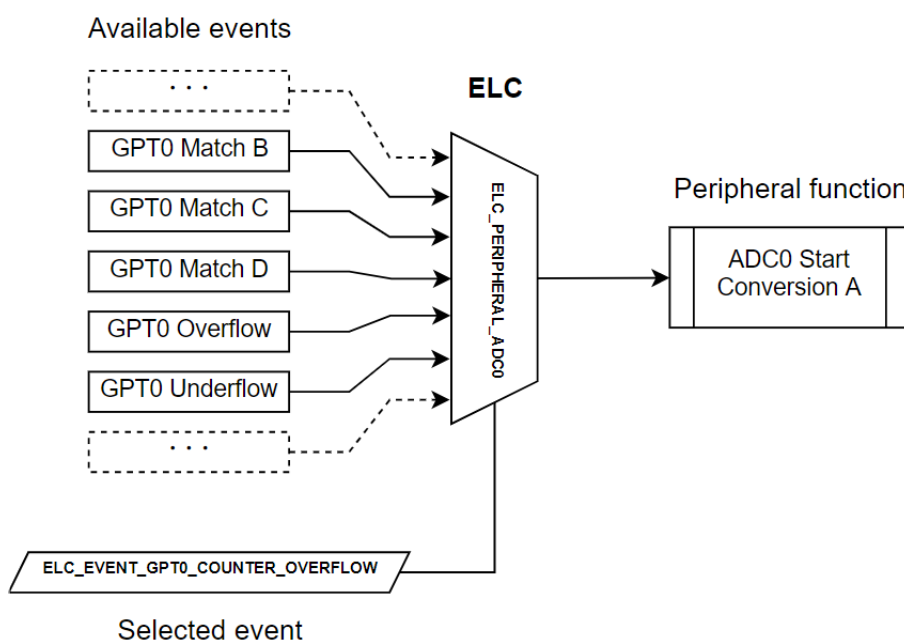 Available events
. . .
GPT0 Match B
GPT0 Match C
GPT0 Match D
GPT0 Overflow
GPT0 Underflow
. . .
ELC
ELC_PERIPHERAL_ADC0
Peripheral function
ADC0 Start
Conversion A
ELC_EVENT_GPT0_COUNTER_OVERFLOW
Selected event